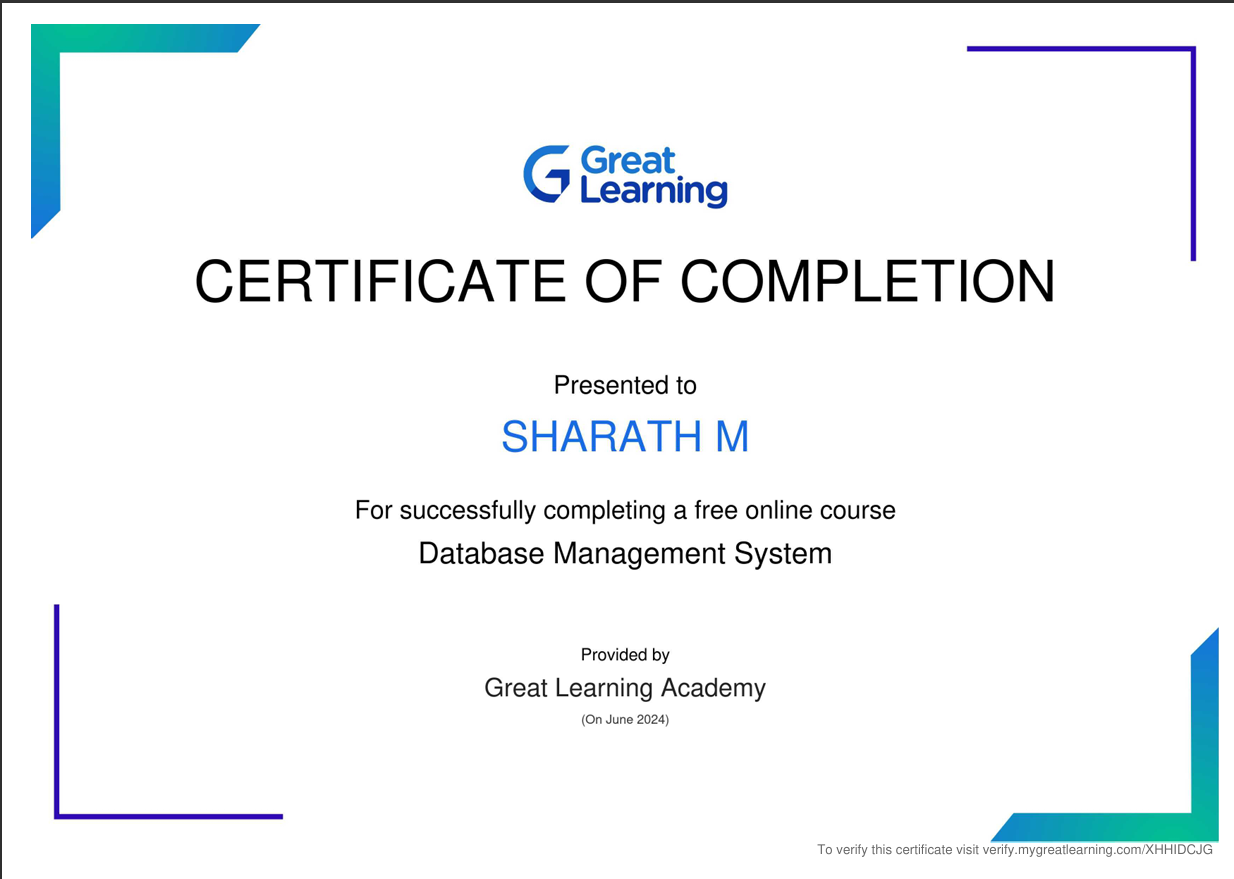 Great
Learning
CERTIFICATE OF COMPLETION
Presented to
SHARATH M
For successfully completing a free online course
Database Management System
Provided by
Great Learning Academy
(On June 2024)
To verify this certificate visit verify.mygreatlearning.com/XHHIDCJG